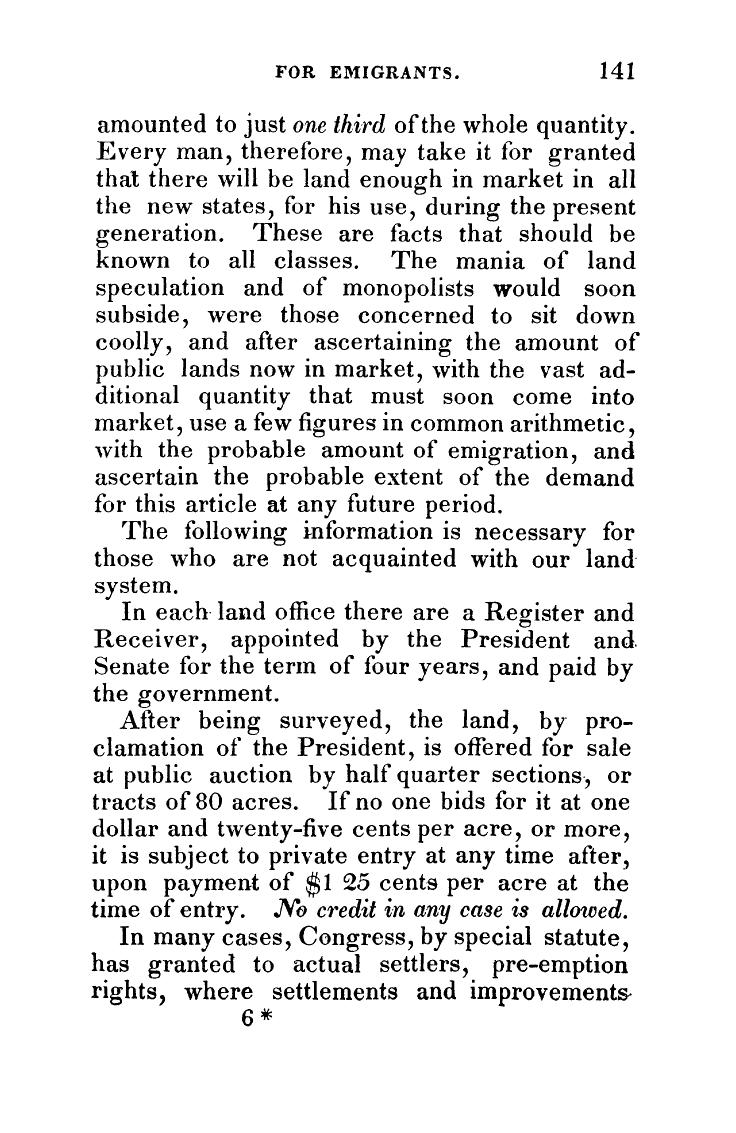 FOR EMIGRANTS. 141
amounted to just one third of the whole quantity.
Every man, therefore, may take it for granted
that there will be land enough in market in all
the new states, for his use, during the present
generation. These are facts that should be
known to all classes. The mania of land
speculation and of monopolists would soon
subside, were those concerned to sit down
coolly, and after ascertaining the amount of
public lands now in market, with the vast ad-
ditional quantity that must soon come into
market, use a few figures in common arithmetic,
with the probable amount of emigration, and
ascertain the probable extent of the demand
for this article at any future period.
The following information is necessary for
those who are not acquainted with our land
system.
In each land office there are a Register and
Receiver, appointed by the President and
Senate for the term of four years, and paid by
the government.
After being surveyed, the land, by pro-
clamation of the President, is offered for sale
at public auction by half quarter sections, or
tracts of 80 acres. If no one bids for it at one
dollar and twenty-five cents per acre, or more,
it is subject to private entry at any time after,
upon payment of $1 25 cents per acre at the
time of entry. No credit in any case is allowed.
In many cases, Congress, by special statute,
has granted to actual settlers, pre-emption
rights, where settlements and improvements
6*